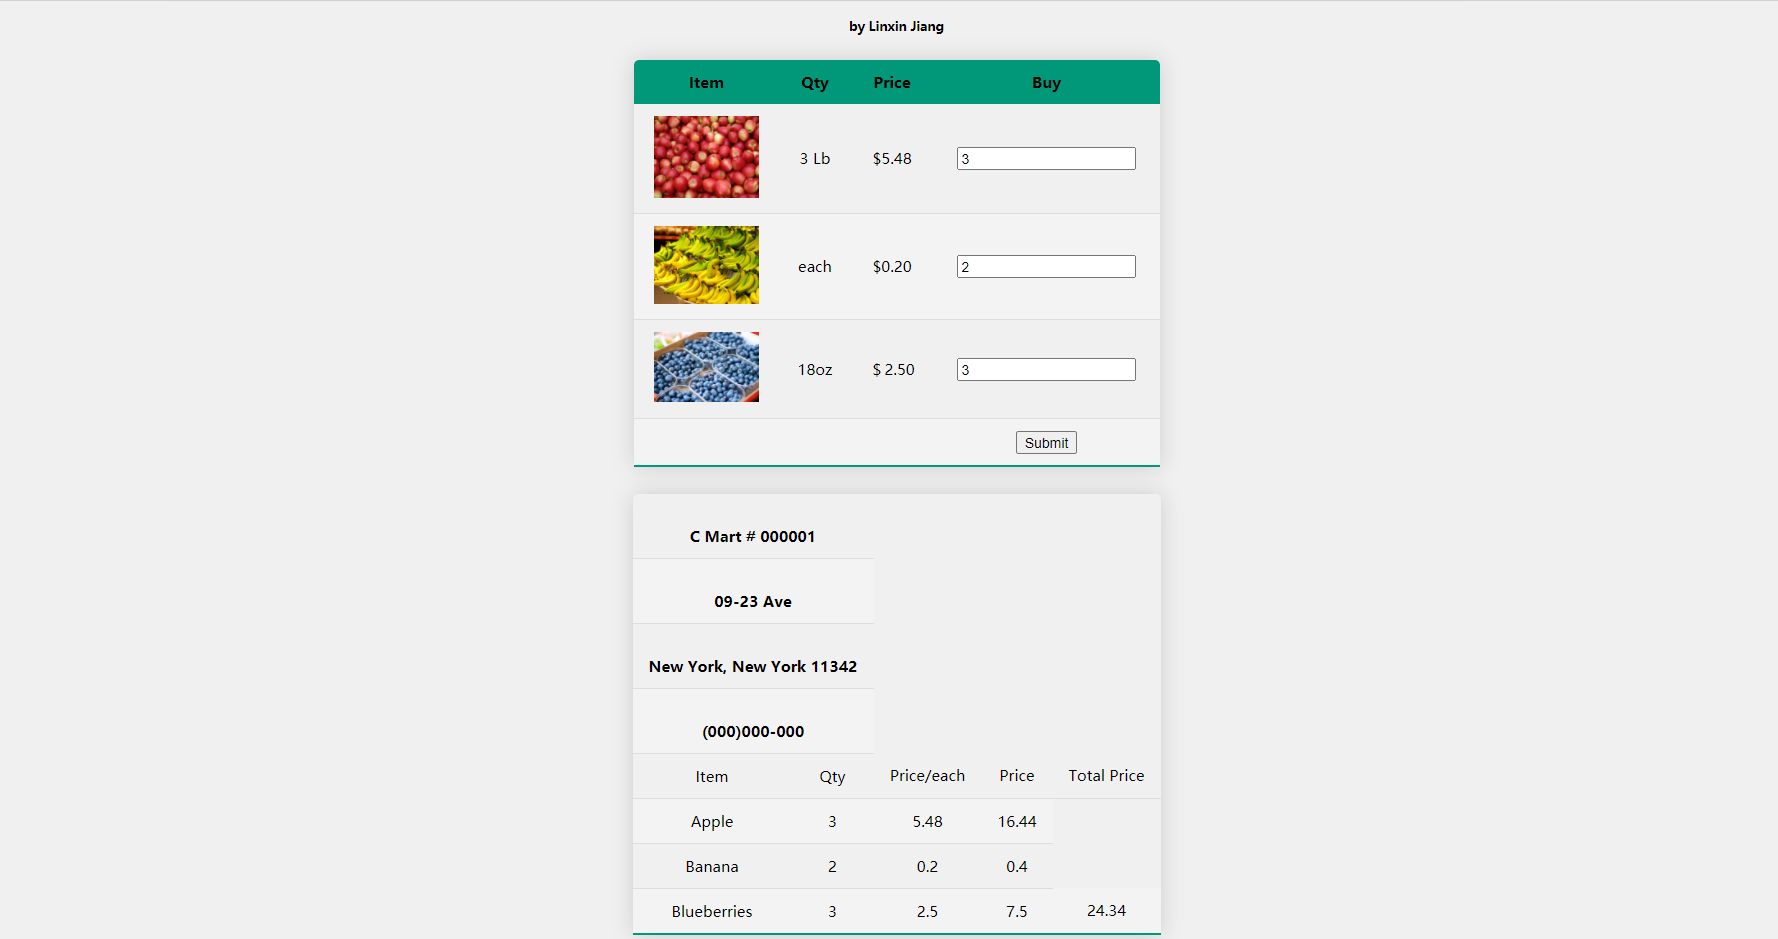 by Linxin Jiang
Item Qty Price Buy
3 Lb $5.48 3
each $0.20 2
18oz $ 2.50 3
Submit
C Mart # 000001
09-23 Ave
New York, New York 11342
(000)000-000
Item Qty Price/each Price Total Price
Apple 3 5.48 16.44
Banana 2 0.2 0.4
Blueberries 3 2.5 7.5 24.34